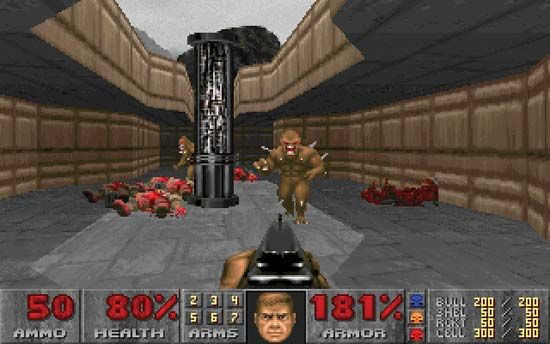 50 80% 2 3 4 181% BULL 200 / 200
5 6 7 SHEL 50 / 50
RCKT 50 / 50
AMMO HEALTH ARMS ARMOR CELL 300 / 300